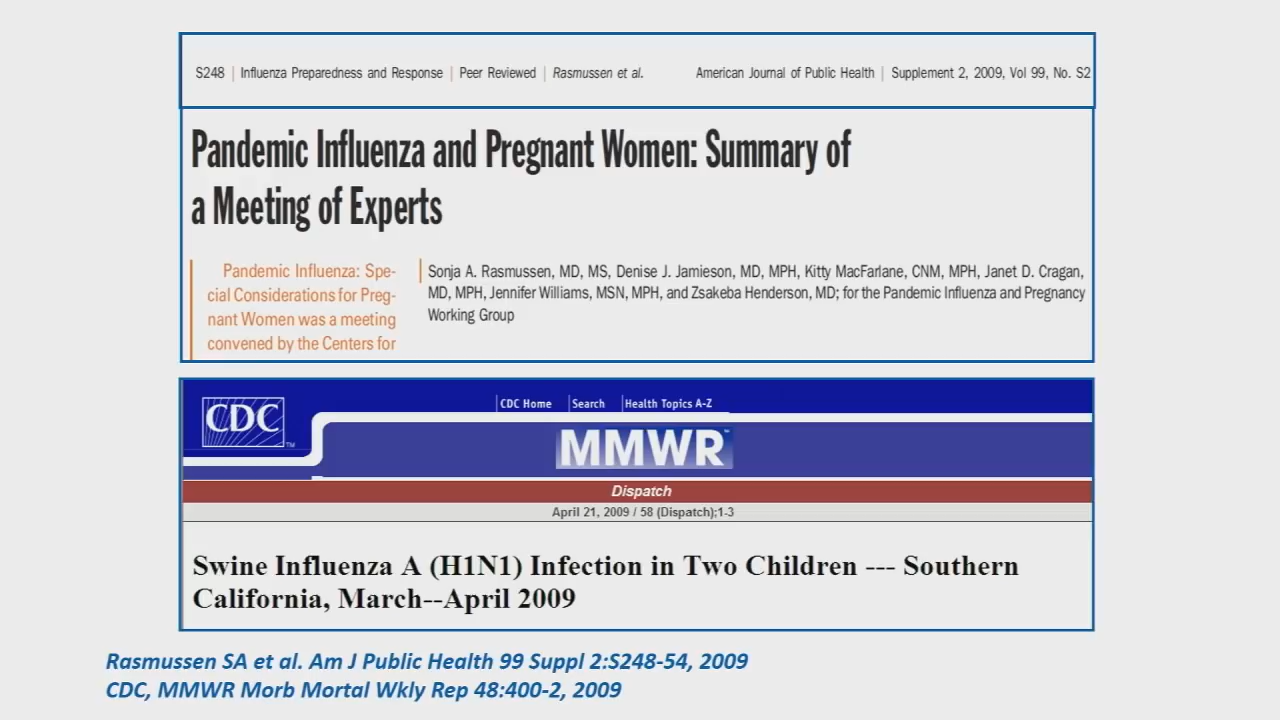 S248 | Influenza Preparedness and Response | Peer Reviewed | Rasmussen et al. American Journal of Public Health | Supplement 2, 2009, Vol 99, No. S2
Pandemic Influenza and Pregnant Women: Summary of
a Meeting of Experts
Pandemic Influenza: Spe-
cial Considerations for Preg-
nant Women was a meeting
convened by the Centers for
Sonja A. Rasmussen, MD, MS, Denise J. Jamieson, MD, MPH, Kitty MacFarlane, CNM, MPH, Janet D. Cragan,
MD, MPH, Jennifer Williams, MSN, MPH, and Zsakeba Henderson, MD; for the Pandemic Influenza and Pregnancy
Working Group
CDC™
CDC Home | Search | Health Topics A-Z
MMWR™
Dispatch
April 21, 2009 / 58 (Dispatch);1-3
Swine Influenza A (H1N1) Infection in Two Children --- Southern
California, March--April 2009
Rasmussen SA et al. Am J Public Health 99 Suppl 2:S248-54, 2009
CDC, MMWR Morb Mortal Wkly Rep 48:400-2, 2009